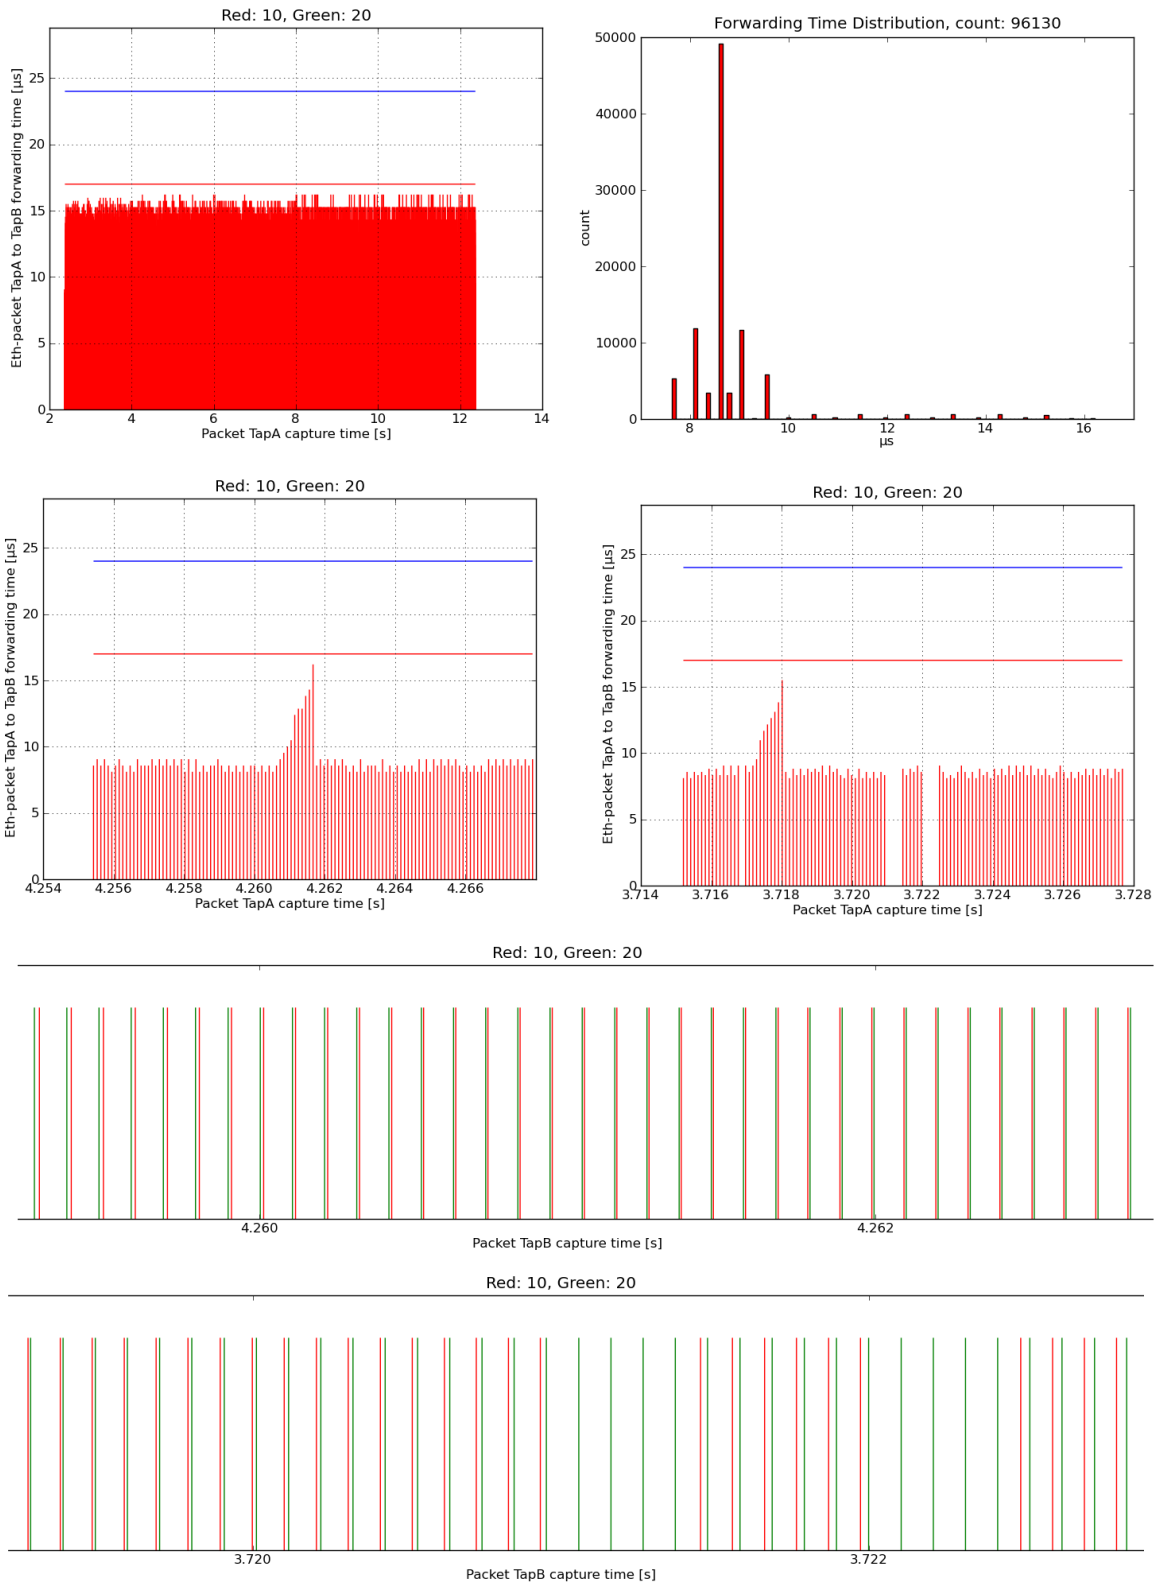 Red: 10, Green: 20
Eth-packet TapA to TapB forwarding time [µs]
25
20
15
10
5
0
2 4 6 8 10 12 14
Packet TapA capture time [s]
Forwarding Time Distribution, count: 96130
count
50000
40000
30000
20000
10000
0
8 10 12 14 16
µs
Red: 10, Green: 20
Eth-packet TapA to TapB forwarding time [µs]
25
20
15
10
5
0
4.254 4.256 4.258 4.260 4.262 4.264 4.266
Packet TapA capture time [s]
Red: 10, Green: 20
Eth-packet TapA to TapB forwarding time [µs]
25
20
15
10
5
0
3.714 3.716 3.718 3.720 3.722 3.724 3.726 3.728
Packet TapA capture time [s]
Red: 10, Green: 20
4.260 4.262
Packet TapB capture time [s]
Red: 10, Green: 20
3.720 3.722
Packet TapB capture time [s]